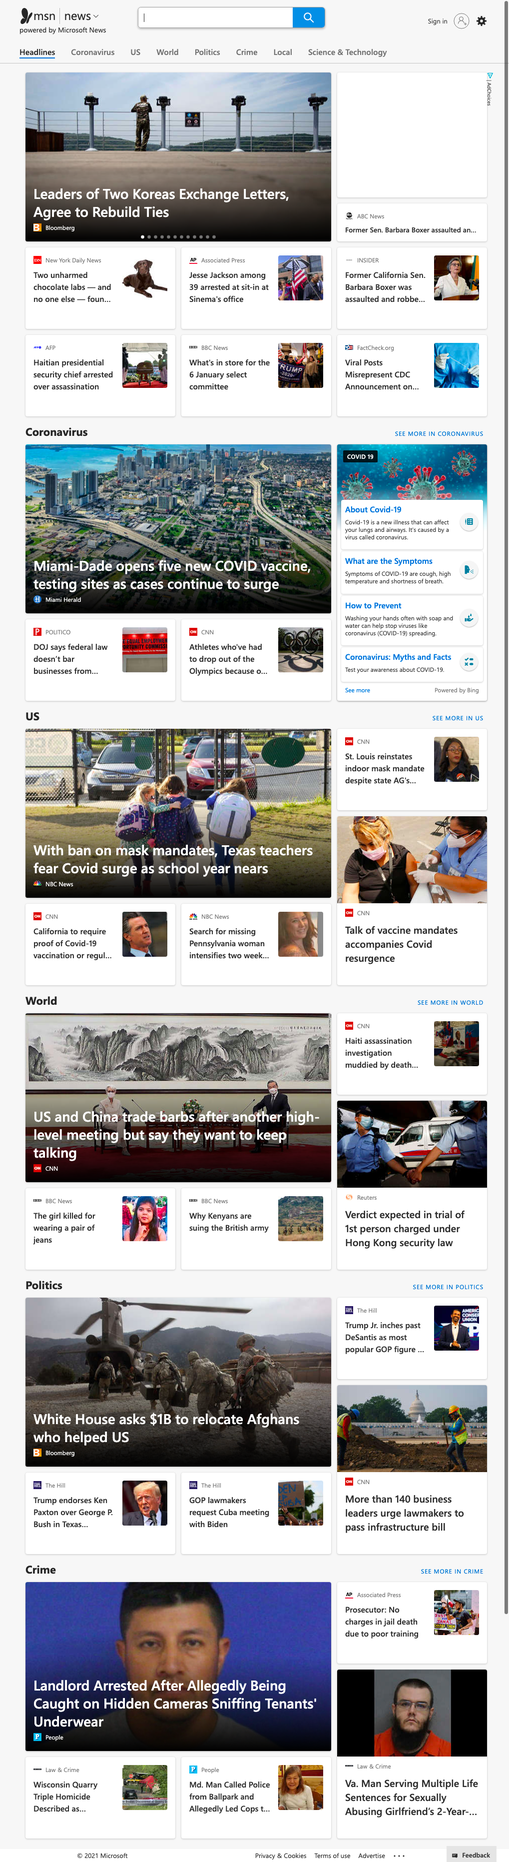 msn | news
powered by Microsoft News
Sign in
Headlines Coronavirus US World Politics Crime Local Science & Technology
AdChoices
Leaders of Two Koreas Exchange Letters,
Agree to Rebuild Ties
Bloomberg
ABC News
Former Sen. Barbara Boxer assaulted an...
New York Daily News
Two unharmed
chocolate labs — and
no one else — foun...
AP Associated Press
Jesse Jackson among
39 arrested at sit-in at
Sinema's office
INSIDER
Former California Sen.
Barbara Boxer was
assaulted and robbe...
AFP
Haitian presidential
security chief arrested
over assassination
BBC News
What's in store for the
6 January select
committee
TRUMP
FactCheck.org
Viral Posts
Misrepresent CDC
Announcement on...
Coronavirus
SEE MORE IN CORONAVIRUS
Miami-Dade opens five new COVID vaccine,
testing sites as cases continue to surge
Miami Herald
COVID 19
About Covid-19
Covid-19 is a new illness that can affect
your lungs and airways. It's caused by a
virus called coronavirus.
What are the Symptoms
Symptoms of COVID-19 are cough, high
temperature and shortness of breath.
How to Prevent
Washing your hands often with soap and
water can help stop viruses like
coronavirus (COVID-19) spreading.
Coronavirus: Myths and Facts
Test your awareness about COVID-19.
See more
Powered by Bing
P POLITICO
DOJ says federal law
doesn't bar
businesses from...
CNN
Athletes who've had
to drop out of the
Olympics because o...
US
SEE MORE IN US
With ban on mask mandates, Texas teachers
fear Covid surge as school year nears
NBC News
CNN
St. Louis reinstates
indoor mask mandate
despite state AG's...
CNN
Talk of vaccine mandates
accompanies Covid
resurgence
CNN
California to require
proof of Covid-19
vaccination or regul...
NBC News
Search for missing
Pennsylvania woman
intensifies two week...
World
SEE MORE IN WORLD
US and China trade barbs after another high-
level meeting but say they want to keep
talking
CNN
CNN
Haiti assassination
investigation
muddied by death...
Reuters
Verdict expected in trial of
1st person charged under
Hong Kong security law
BBC News
The girl killed for
wearing a pair of
jeans
BBC News
Why Kenyans are
suing the British army
Politics
SEE MORE IN POLITICS
White House asks $1B to relocate Afghans
who helped US
Bloomberg
The Hill
Trump Jr. inches past
DeSantis as most
popular GOP figure ...
CNN
More than 140 business
leaders urge lawmakers to
pass infrastructure bill
The Hill
Trump endorses Ken
Paxton over George P.
Bush in Texas...
The Hill
GOP lawmakers
request Cuba meeting
with Biden
Crime
SEE MORE IN CRIME
Landlord Arrested After Allegedly Being
Caught on Hidden Cameras Sniffing Tenants'
Underwear
P People
AP Associated Press
Prosecutor: No
charges in jail death
due to poor training
Law & Crime
Va. Man Serving Multiple Life
Sentences for Sexually
Abusing Girlfriend's 2-Year-...
Law & Crime
Wisconsin Quarry
Triple Homicide
Described as...
P People
Md. Man Called Police
from Ballpark and
Allegedly Led Cops t...
© 2021 Microsoft
Privacy & Cookies Terms of use Advertise
Feedback